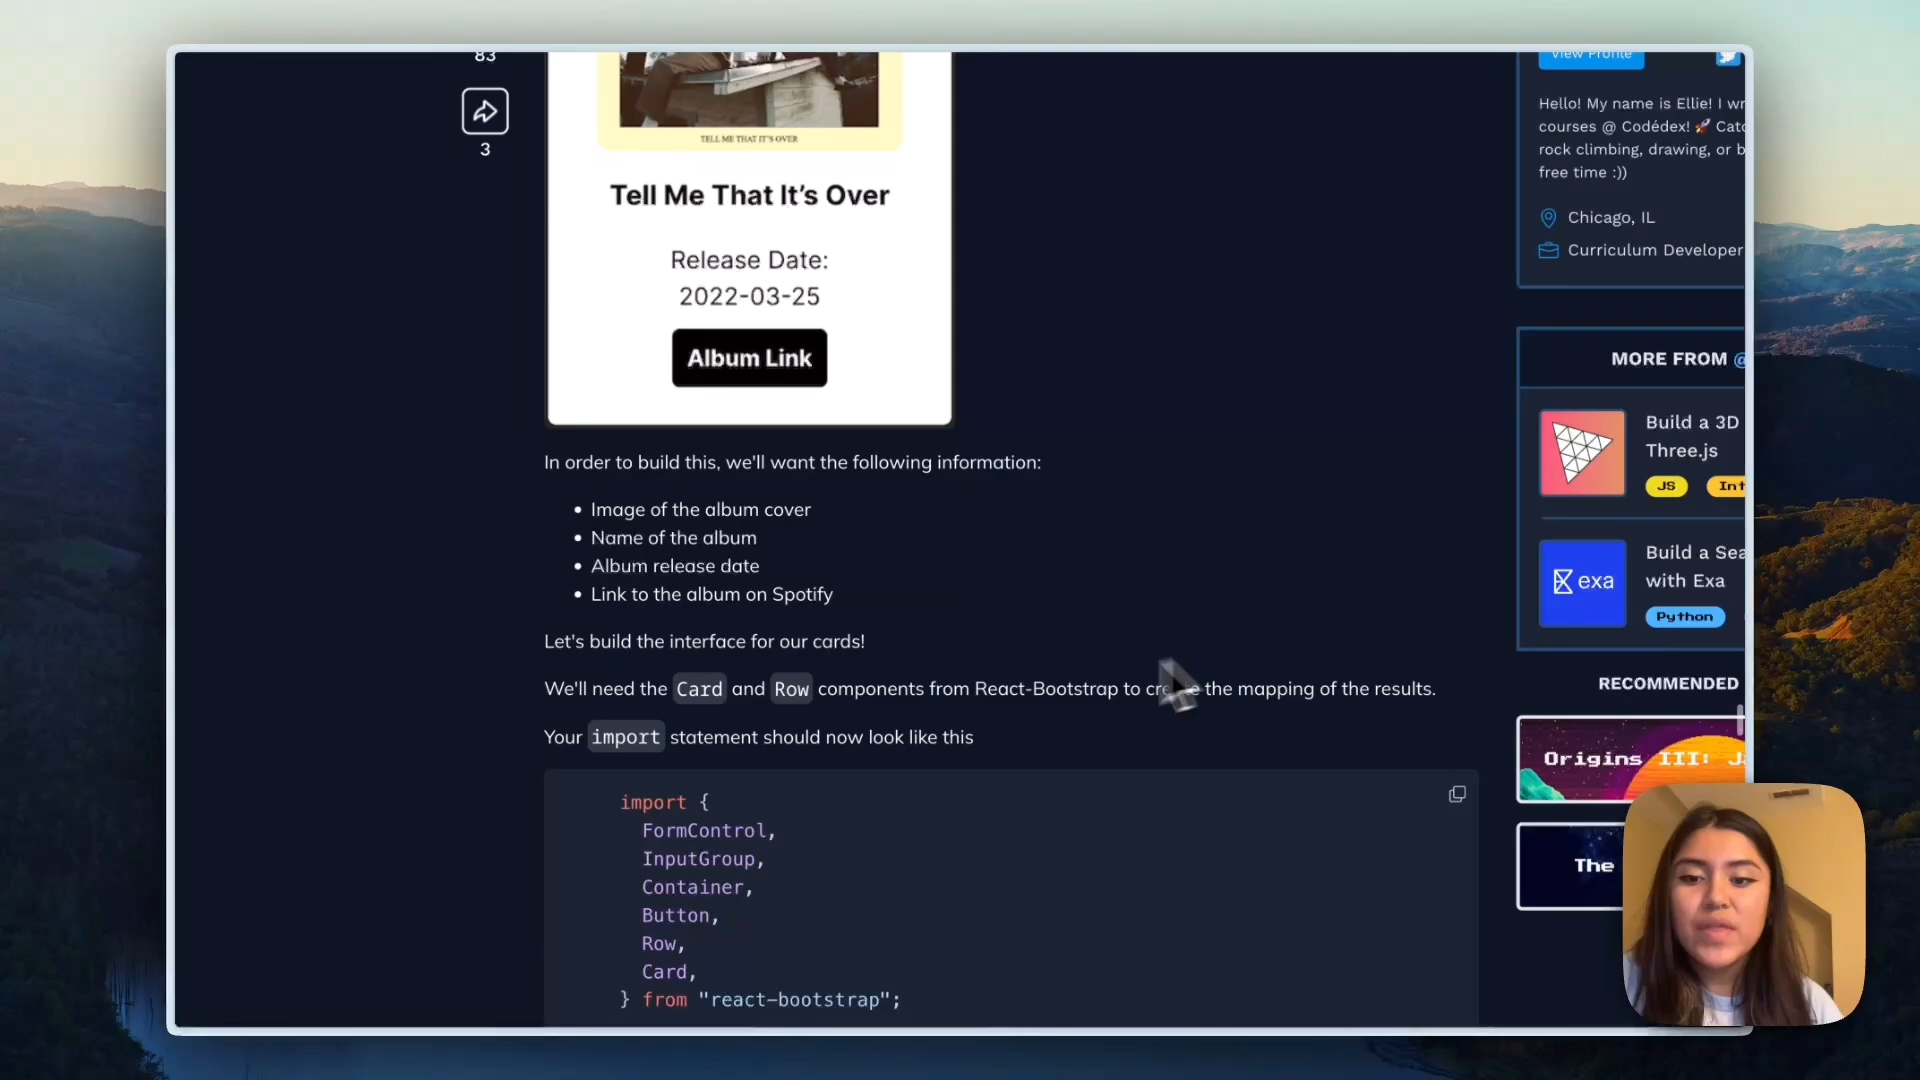 83
3
TELL ME THAT IT'S OVER
Tell Me That It's Over
Release Date:
2022-03-25
Album Link
In order to build this, we'll want the following information:
Image of the album cover
Name of the album
Album release date
Link to the album on Spotify
Let's build the interface for our cards!
We'll need the Card and Row components from React-Bootstrap to the mapping of the results.
Your import statement should now look like this
import {
FormControl,
InputGroup,
Container,
Button,
Row,
Card,
} from "react-bootstrap";
View Profile
Hello! My name is Ellie! I wr
courses @ Codédex! 🚀 Catc
rock climbing, drawing, or b
free time :))
Chicago, IL
Curriculum Developer
MORE FROM @
Build a 3D
Three.js
JS
Int
Build a Sea
with Exa
exa
Python
RECOMMENDED
Origins III: J
The